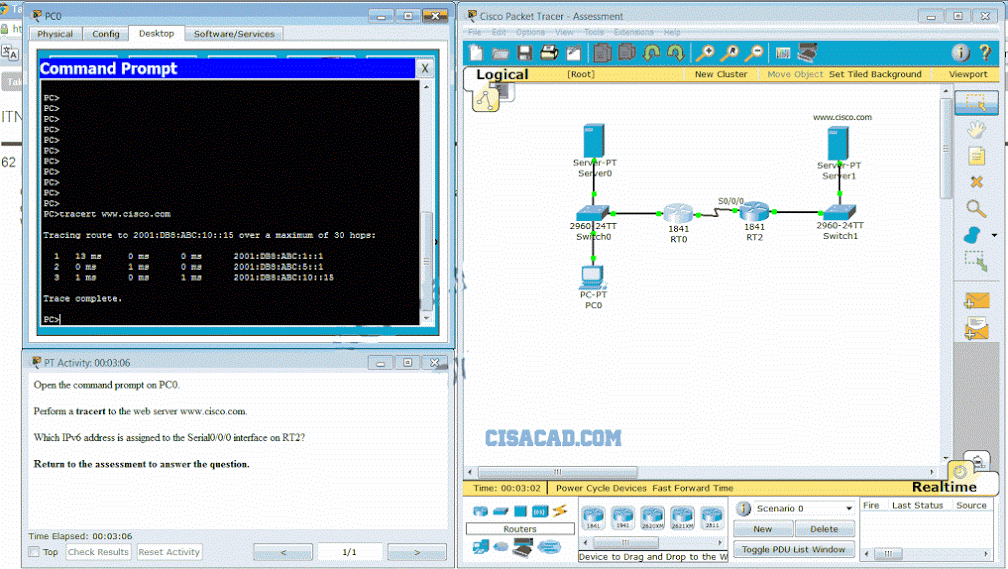 PC0
Physical Config Desktop Software/Services
Command Prompt X
PC>
PC>
PC>
PC>
PC>
PC>
PC>
PC>
PC>
PC>
PC>
PC>tracert www.cisco.com
Tracing route to 2001:DB8:ABC:10::15 over a maximum of 30 hops:
1 13 ms 0 ms 0 ms 2001:DB8:ABC:1::1
2 0 ms 1 ms 0 ms 2001:DB8:ABC:5::1
3 1 ms 0 ms 1 ms 2001:DB8:ABC:10::15
Trace complete.
PC>
PT Activity: 00:03:06
Open the command prompt on PC0.
Perform a tracert to the web server www.cisco.com.
Which IPv6 address is assigned to the Serial0/0/0 interface on RT2?
Return to the assessment to answer the question.
Time Elapsed: 00:03:06
Top Check Results Reset Activity < 1/1 >
Cisco Packet Tracer - Assessment
File Edit Options View Tools Extensions Help
Logical [Root] New Cluster Move Object Set Tiled Background Viewport
www.cisco.com
Server-PT
Server0
Server-PT
Server1
S0/0/0
2960-24TT
Switch0
1841
RT0
1841
RT2
2960-24TT
Switch1
PC-PT
PC0
CISACAD.COM
Realtime
Time: 00:03:02 Power Cycle Devices Fast Forward Time
Routers
1841 1941 2620XM 2621XM 2811
Device to Drag and Drop to the W
Scenario 0
New Delete
Toggle PDU List Window
Fire Last Status Source
62